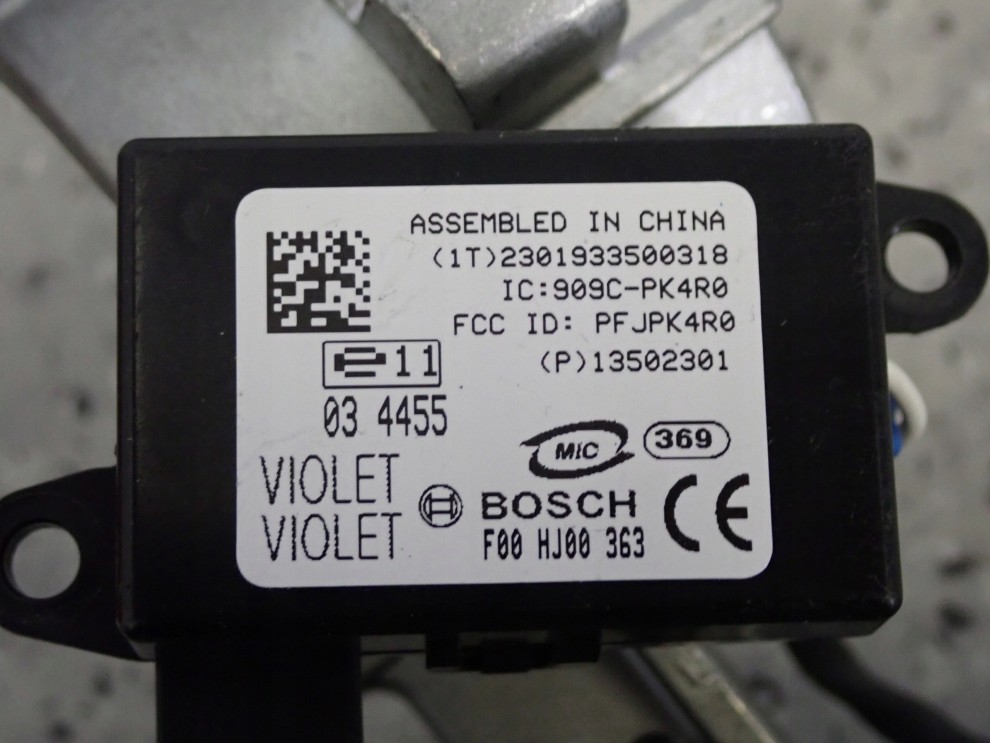 ASSEMBLED IN CHINA
(1T)2301933500318
IC:909C-PK4R0
FCC ID: PFJPK4R0
(P)13502301
e11
03 4455
MIC
369
VIOLET
VIOLET
BOSCH
F00 HJ00 363
CE